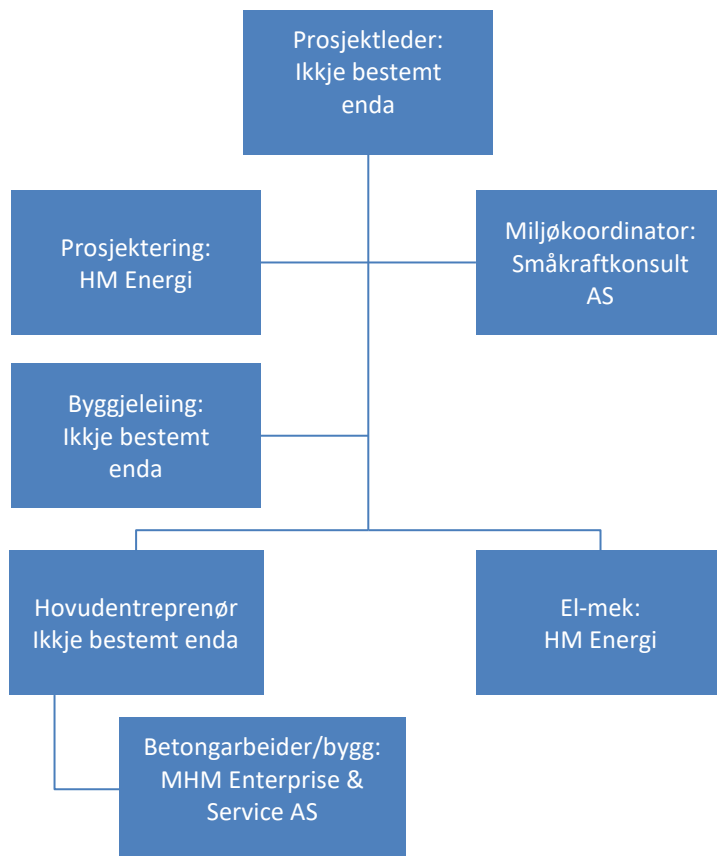 Prosjektleder:
Ikkje bestemt
enda
Prosjektering:
HM Energi
Miljøkoordinator:
Småkraftkonsult
AS
Byggjeleiing:
Ikkje bestemt
enda
Hovudentreprenør
Ikkje bestemt enda
El-mek:
HM Energi
Betongarbeider/bygg:
MHM Enterprise &
Service AS